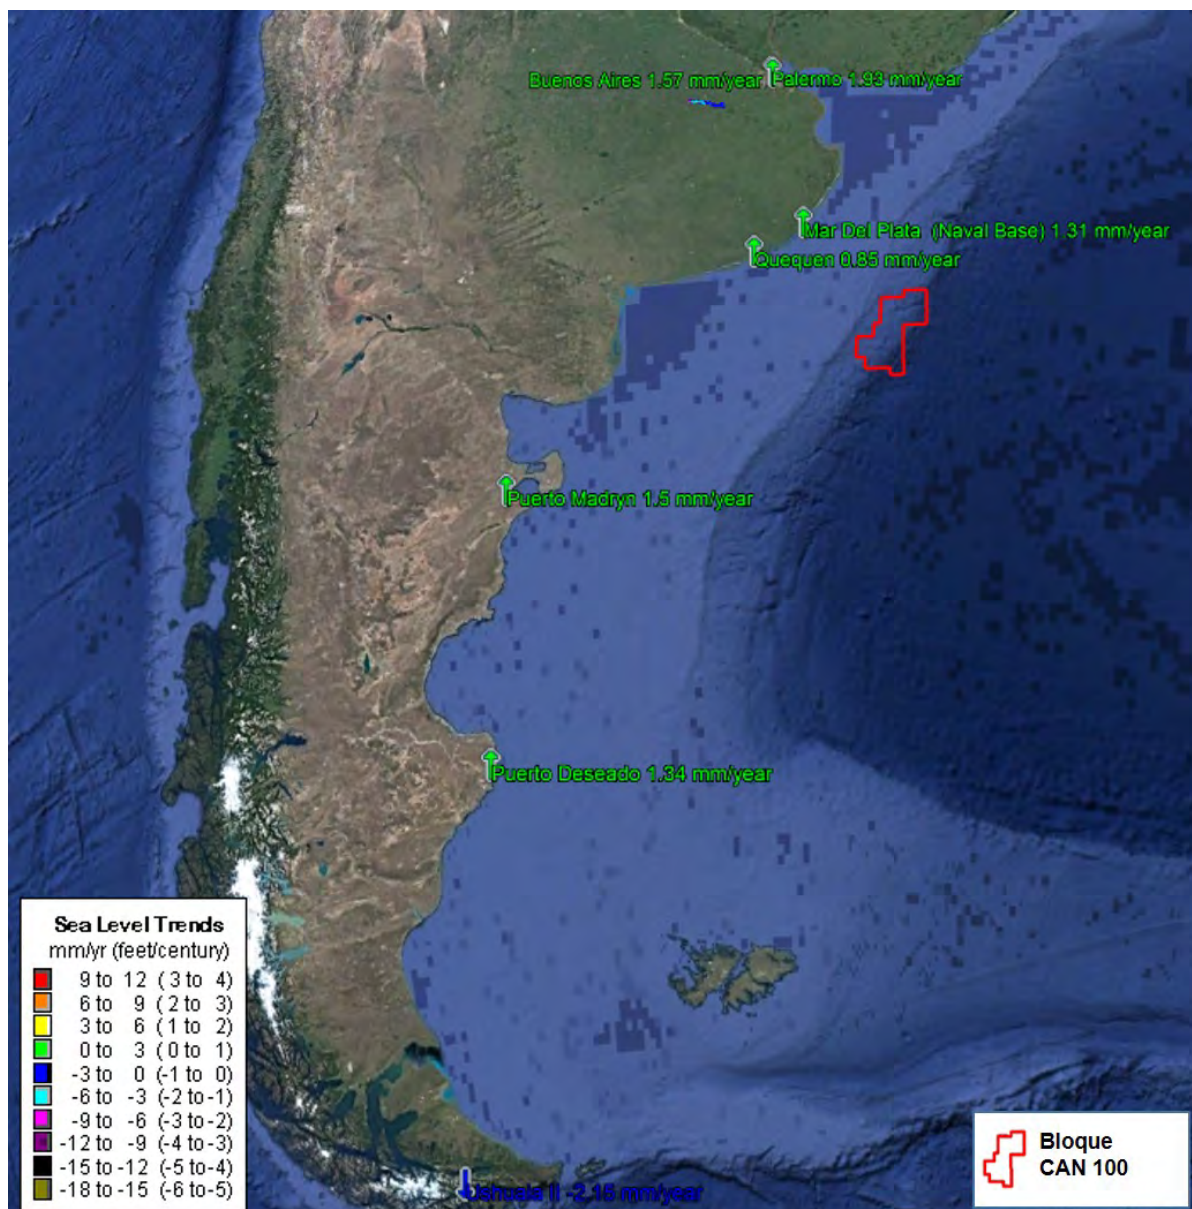 Buenos Aires 1.57 mm/year
Palermo 1.93 mm/year
Mar Del Plata (Naval Base) 1.31 mm/year
Quequen 0.85 mm/year
Puerto Madryn 1.5 mm/year
Puerto Deseado 1.34 mm/year
Ushuaia II -2.15 mm/year
Sea Level Trends
mm/yr (feet/century)
9 to 12 (3 to 4)
6 to 9 (2 to 3)
3 to 6 (1 to 2)
0 to 3 (0 to 1)
-3 to 0 (-1 to 0)
-6 to -3 (-2 to -1)
-9 to -6 (-3 to -2)
-12 to -9 (-4 to -3)
-15 to -12 (-5 to -4)
-18 to -15 (-6 to -5)
Bloque
CAN 100